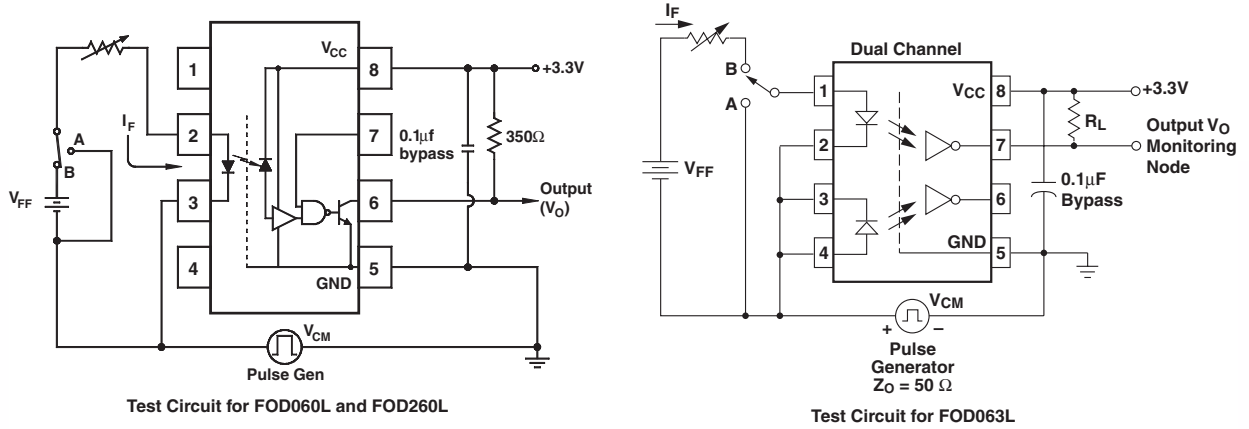 V_CC
1
8
+3.3V
A
B
I_F
2
7
0.1µf
bypass
350Ω
V_FF
3
6
Output
(V_O)
4
5
GND
V_CM
Pulse Gen
Test Circuit for FOD060L and FOD260L
I_F
Dual Channel
B
A
1
V_CC
8
+3.3V
R_L
2
7
Output V_O
Monitoring
Node
V_FF
3
6
0.1µF
Bypass
4
GND
5
V_CM
+
–
Pulse
Generator
Z_O = 50 Ω
Test Circuit for FOD063L